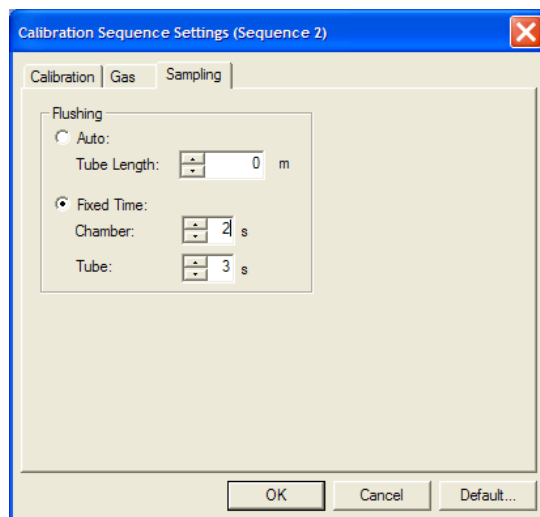 Calibration Sequence Settings (Sequence 2)
Calibration Gas Sampling
Flushing
Auto:
Tube Length: 0 m
Fixed Time:
Chamber: 2 s
Tube: 3 s
OK Cancel Default...